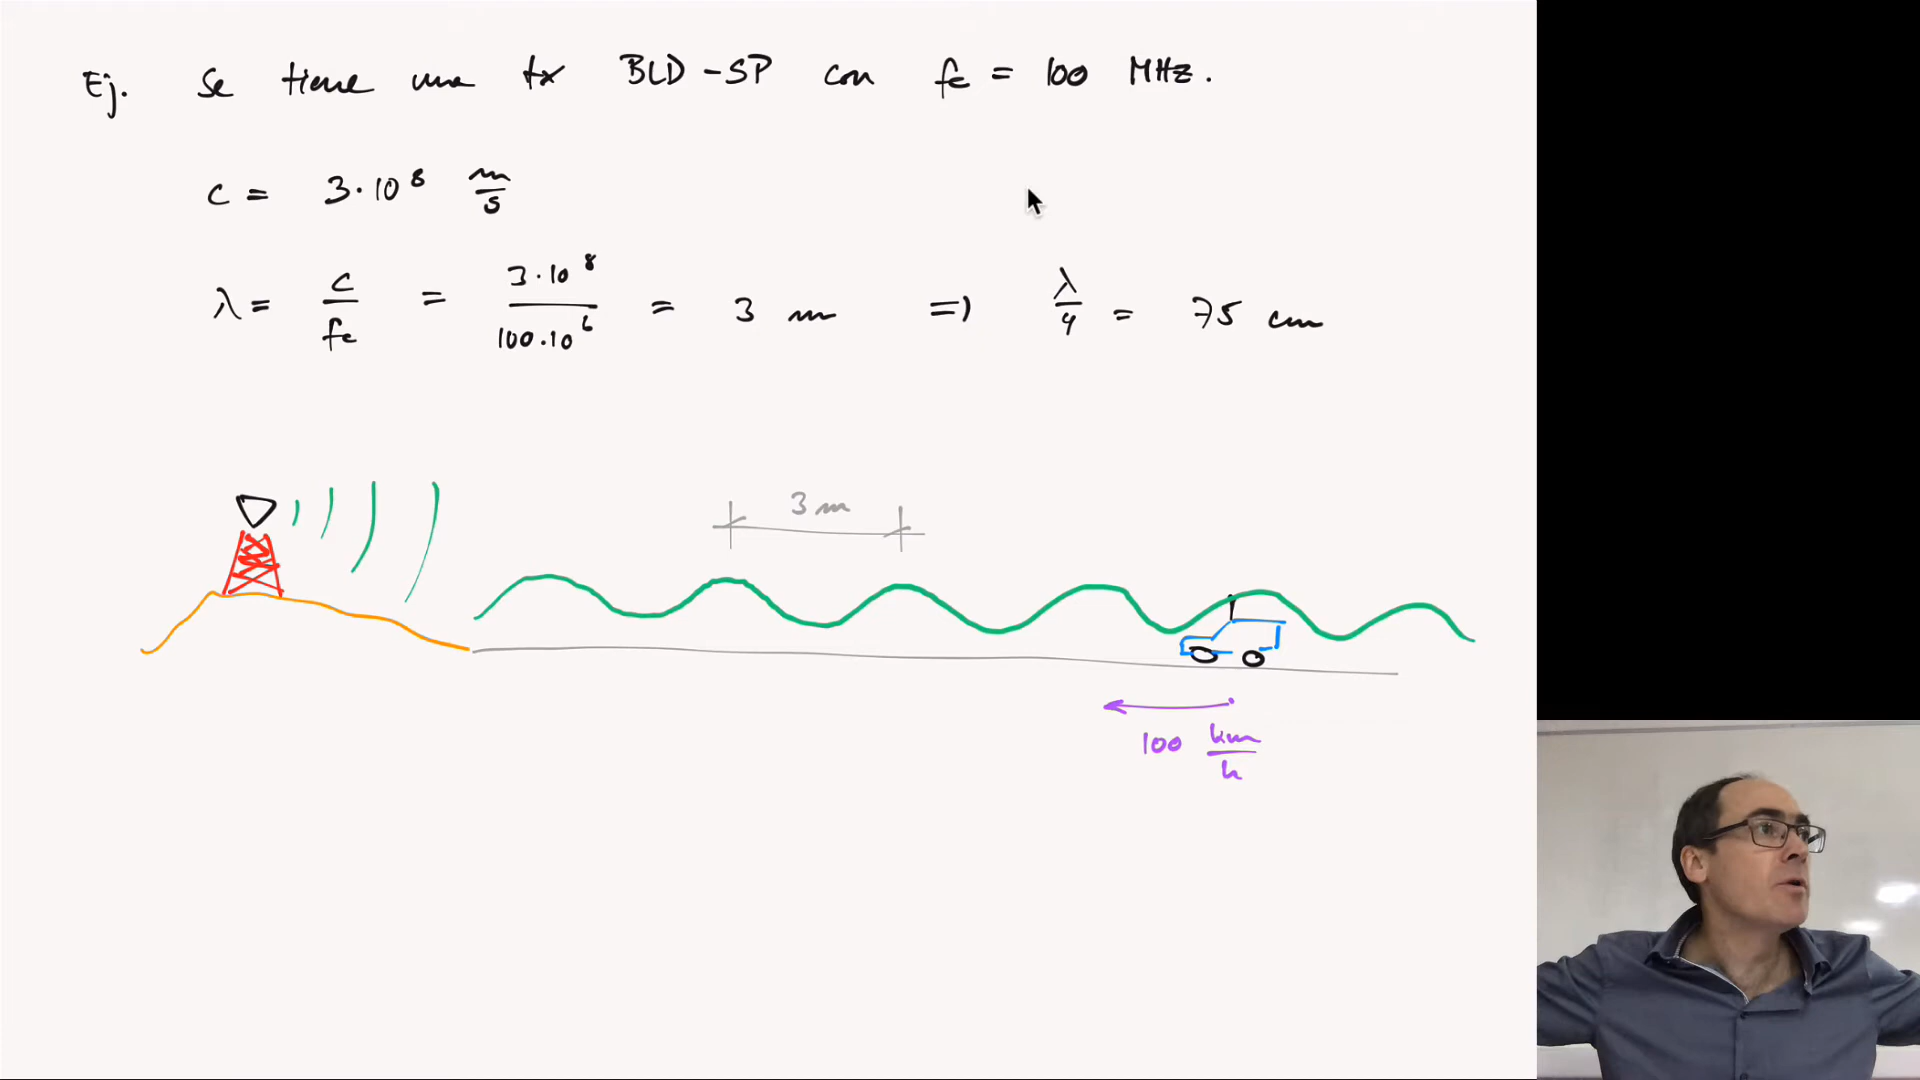 Ej. Se tiene una tx BLD-SP con fc = 100 MHz.
c = 3·10⁸ m/s
λ = c/fc = 3·10⁸/100·10⁶ = 3 m => λ/4 = 75 cm
3 m
100 km/h